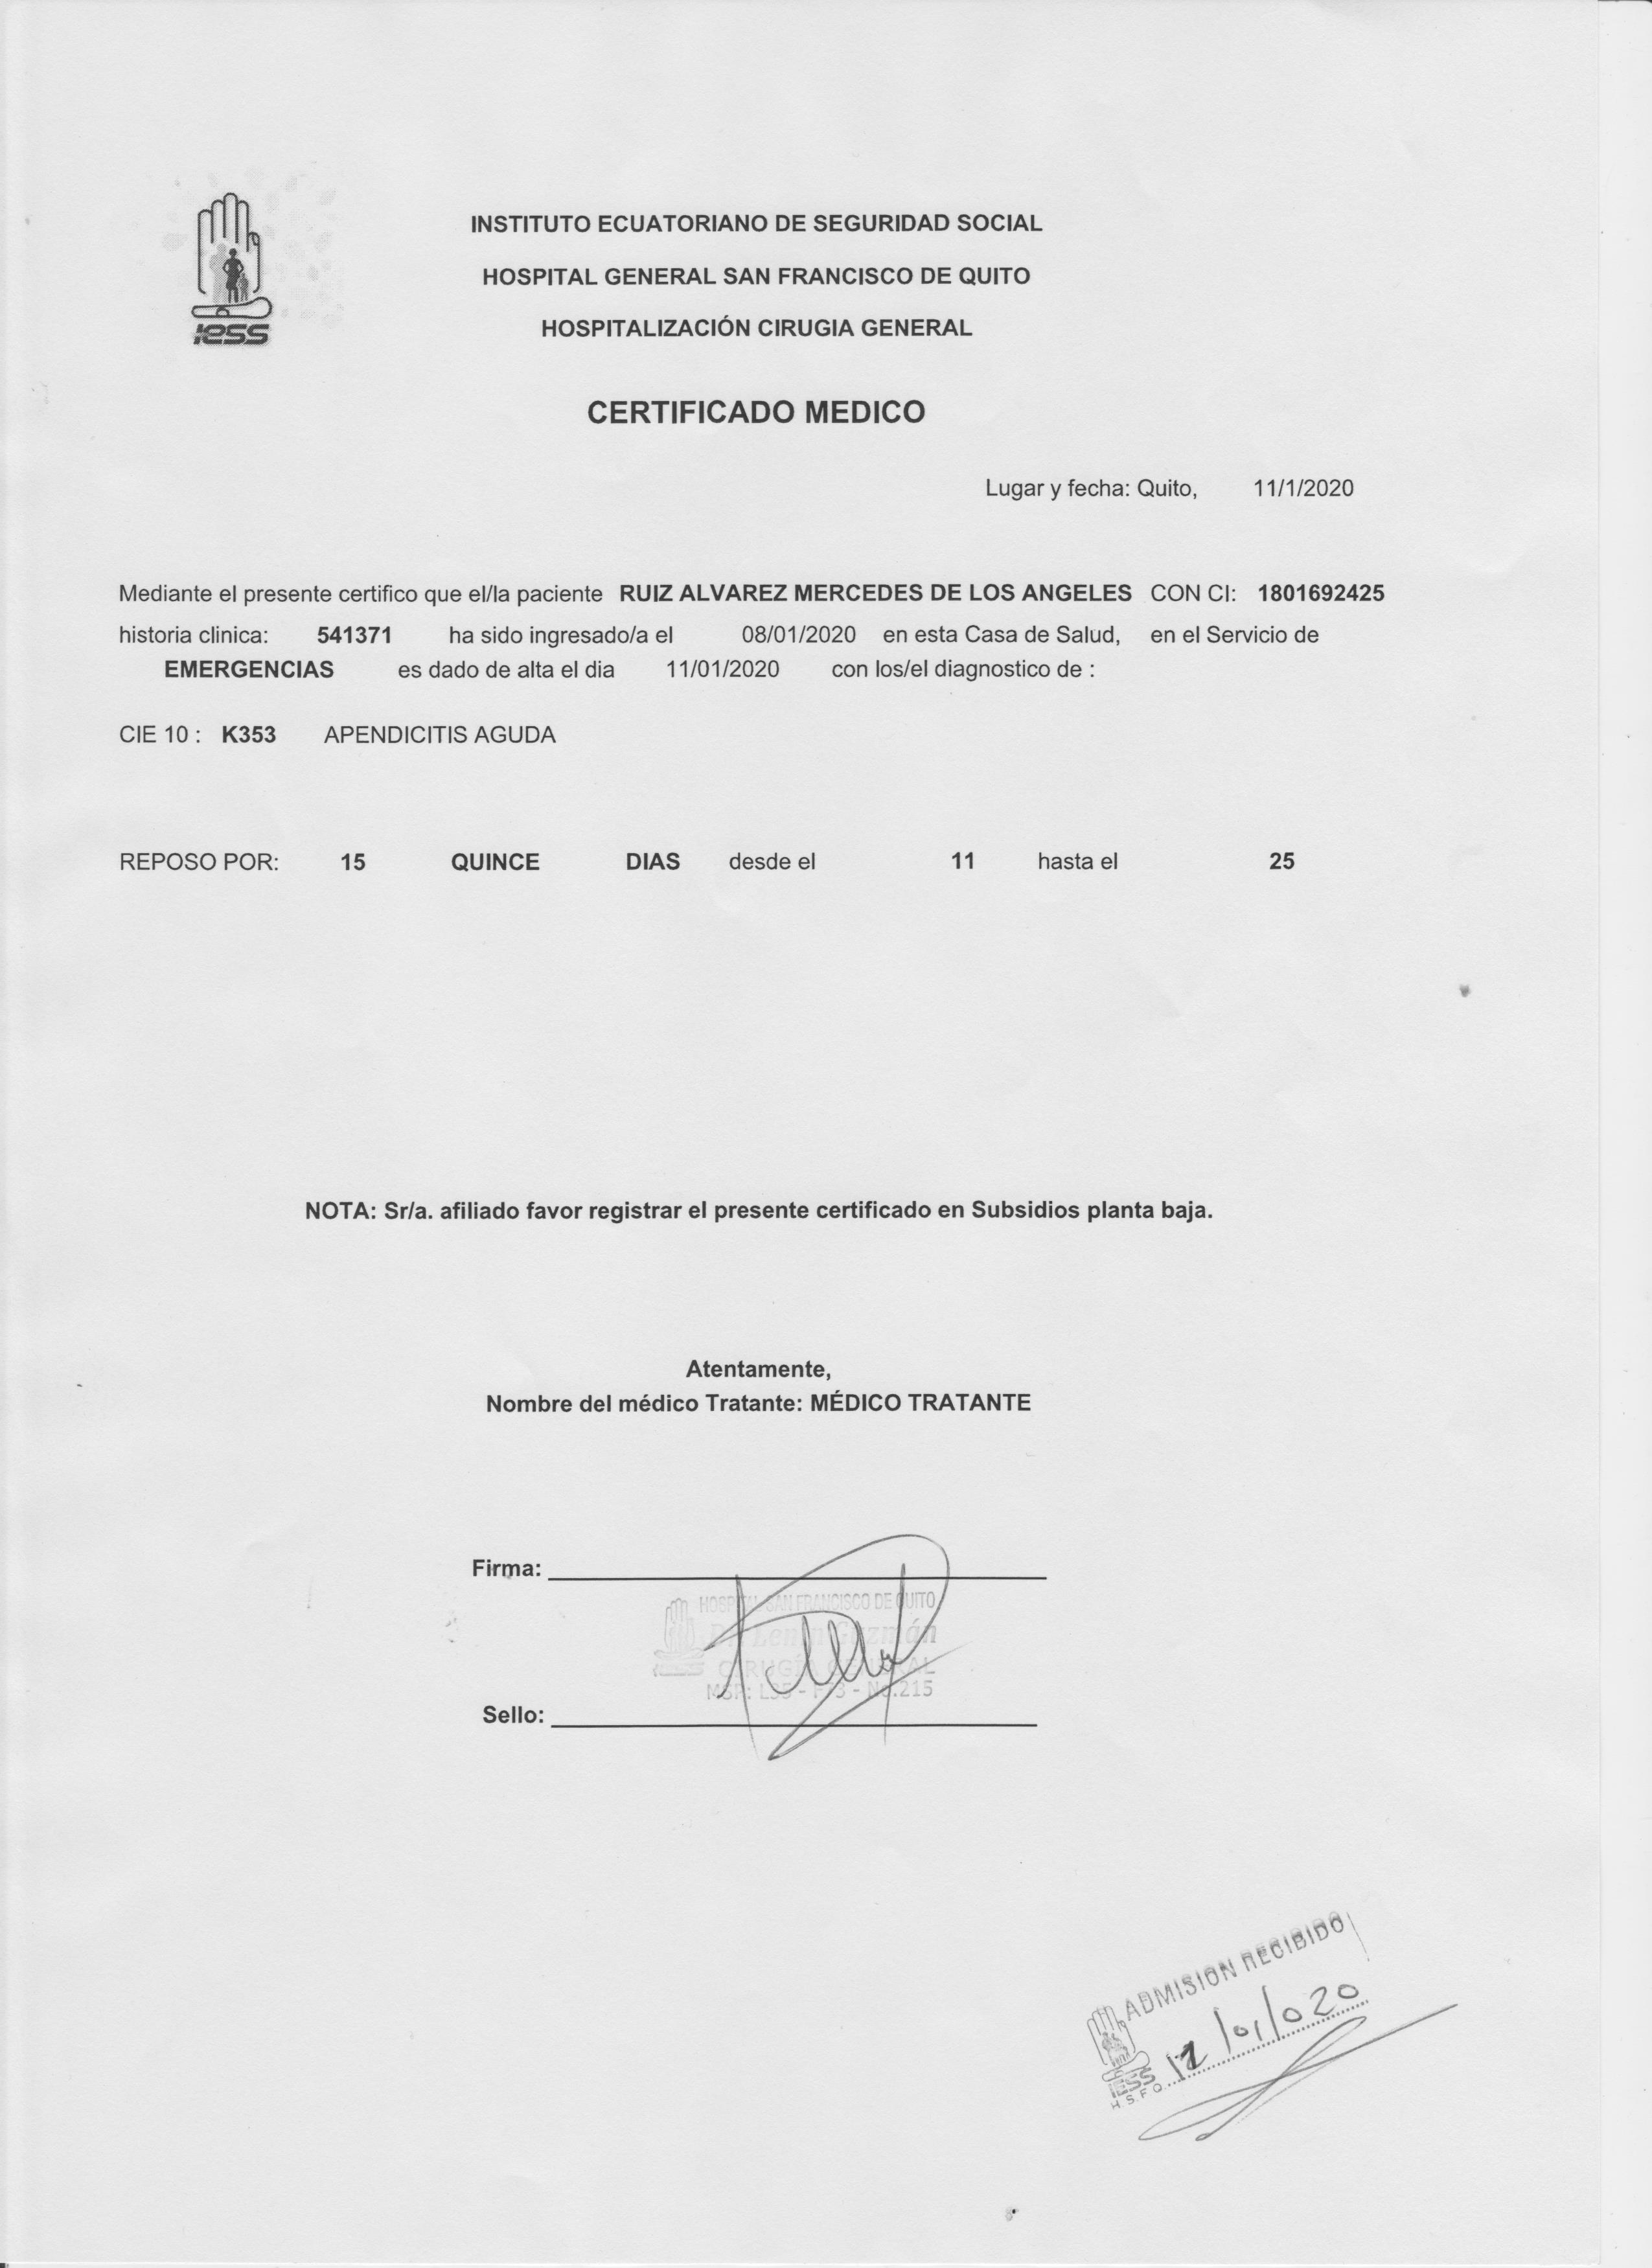 iess
INSTITUTO ECUATORIANO DE SEGURIDAD SOCIAL
HOSPITAL GENERAL SAN FRANCISCO DE QUITO
HOSPITALIZACIÓN CIRUGIA GENERAL
CERTIFICADO MEDICO
Lugar y fecha: Quito, 11/1/2020
Mediante el presente certifico que el/la paciente RUIZ ALVAREZ MERCEDES DE LOS ANGELES CON CI: 1801692425
historia clinica: 541371 ha sido ingresado/a el 08/01/2020 en esta Casa de Salud, en el Servicio de
EMERGENCIAS es dado de alta el dia 11/01/2020 con los/el diagnostico de :
CIE 10 : K353 APENDICITIS AGUDA
REPOSO POR: 15 QUINCE DIAS desde el 11 hasta el 25
NOTA: Sr/a. afiliado favor registrar el presente certificado en Subsidios planta baja.
Atentamente,
Nombre del médico Tratante: MÉDICO TRATANTE
Firma:
HOSPITAL SAN FRANCISCO DE QUITO
Dr. Lenin Guzmán
CIRUGÍA GENERAL
MSP: - No.215
Sello:
ADMISION RECIBIDO
/01/020
IESS
H.S.F.Q.